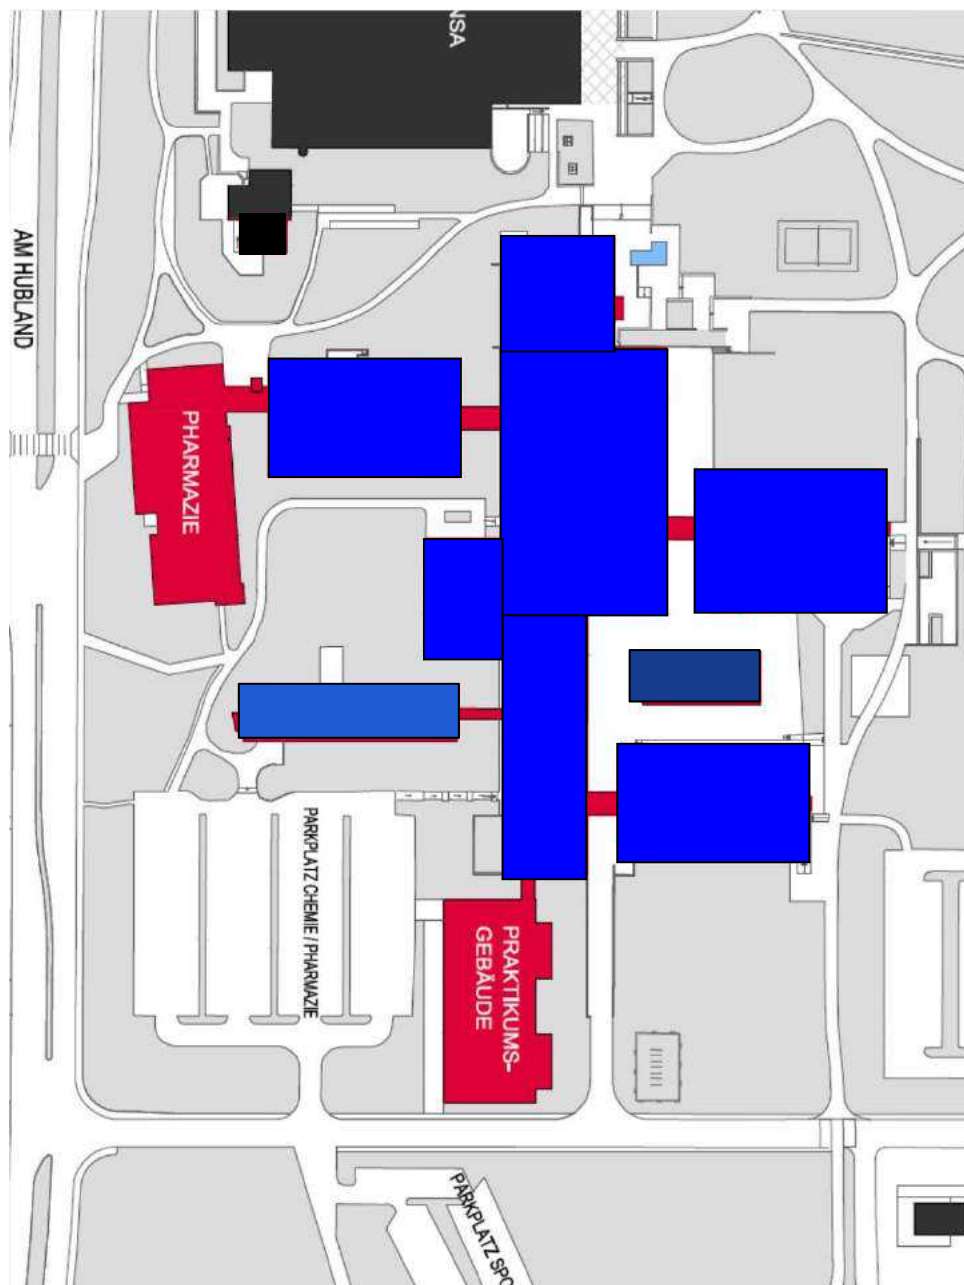 NSA
AM HUBLAND
PHARMAZIE
PARKPLATZ CHEMIE / PHARMAZIE
PRAKTIKUMS-
GEBÄUDE
PARKPLATZ SPO